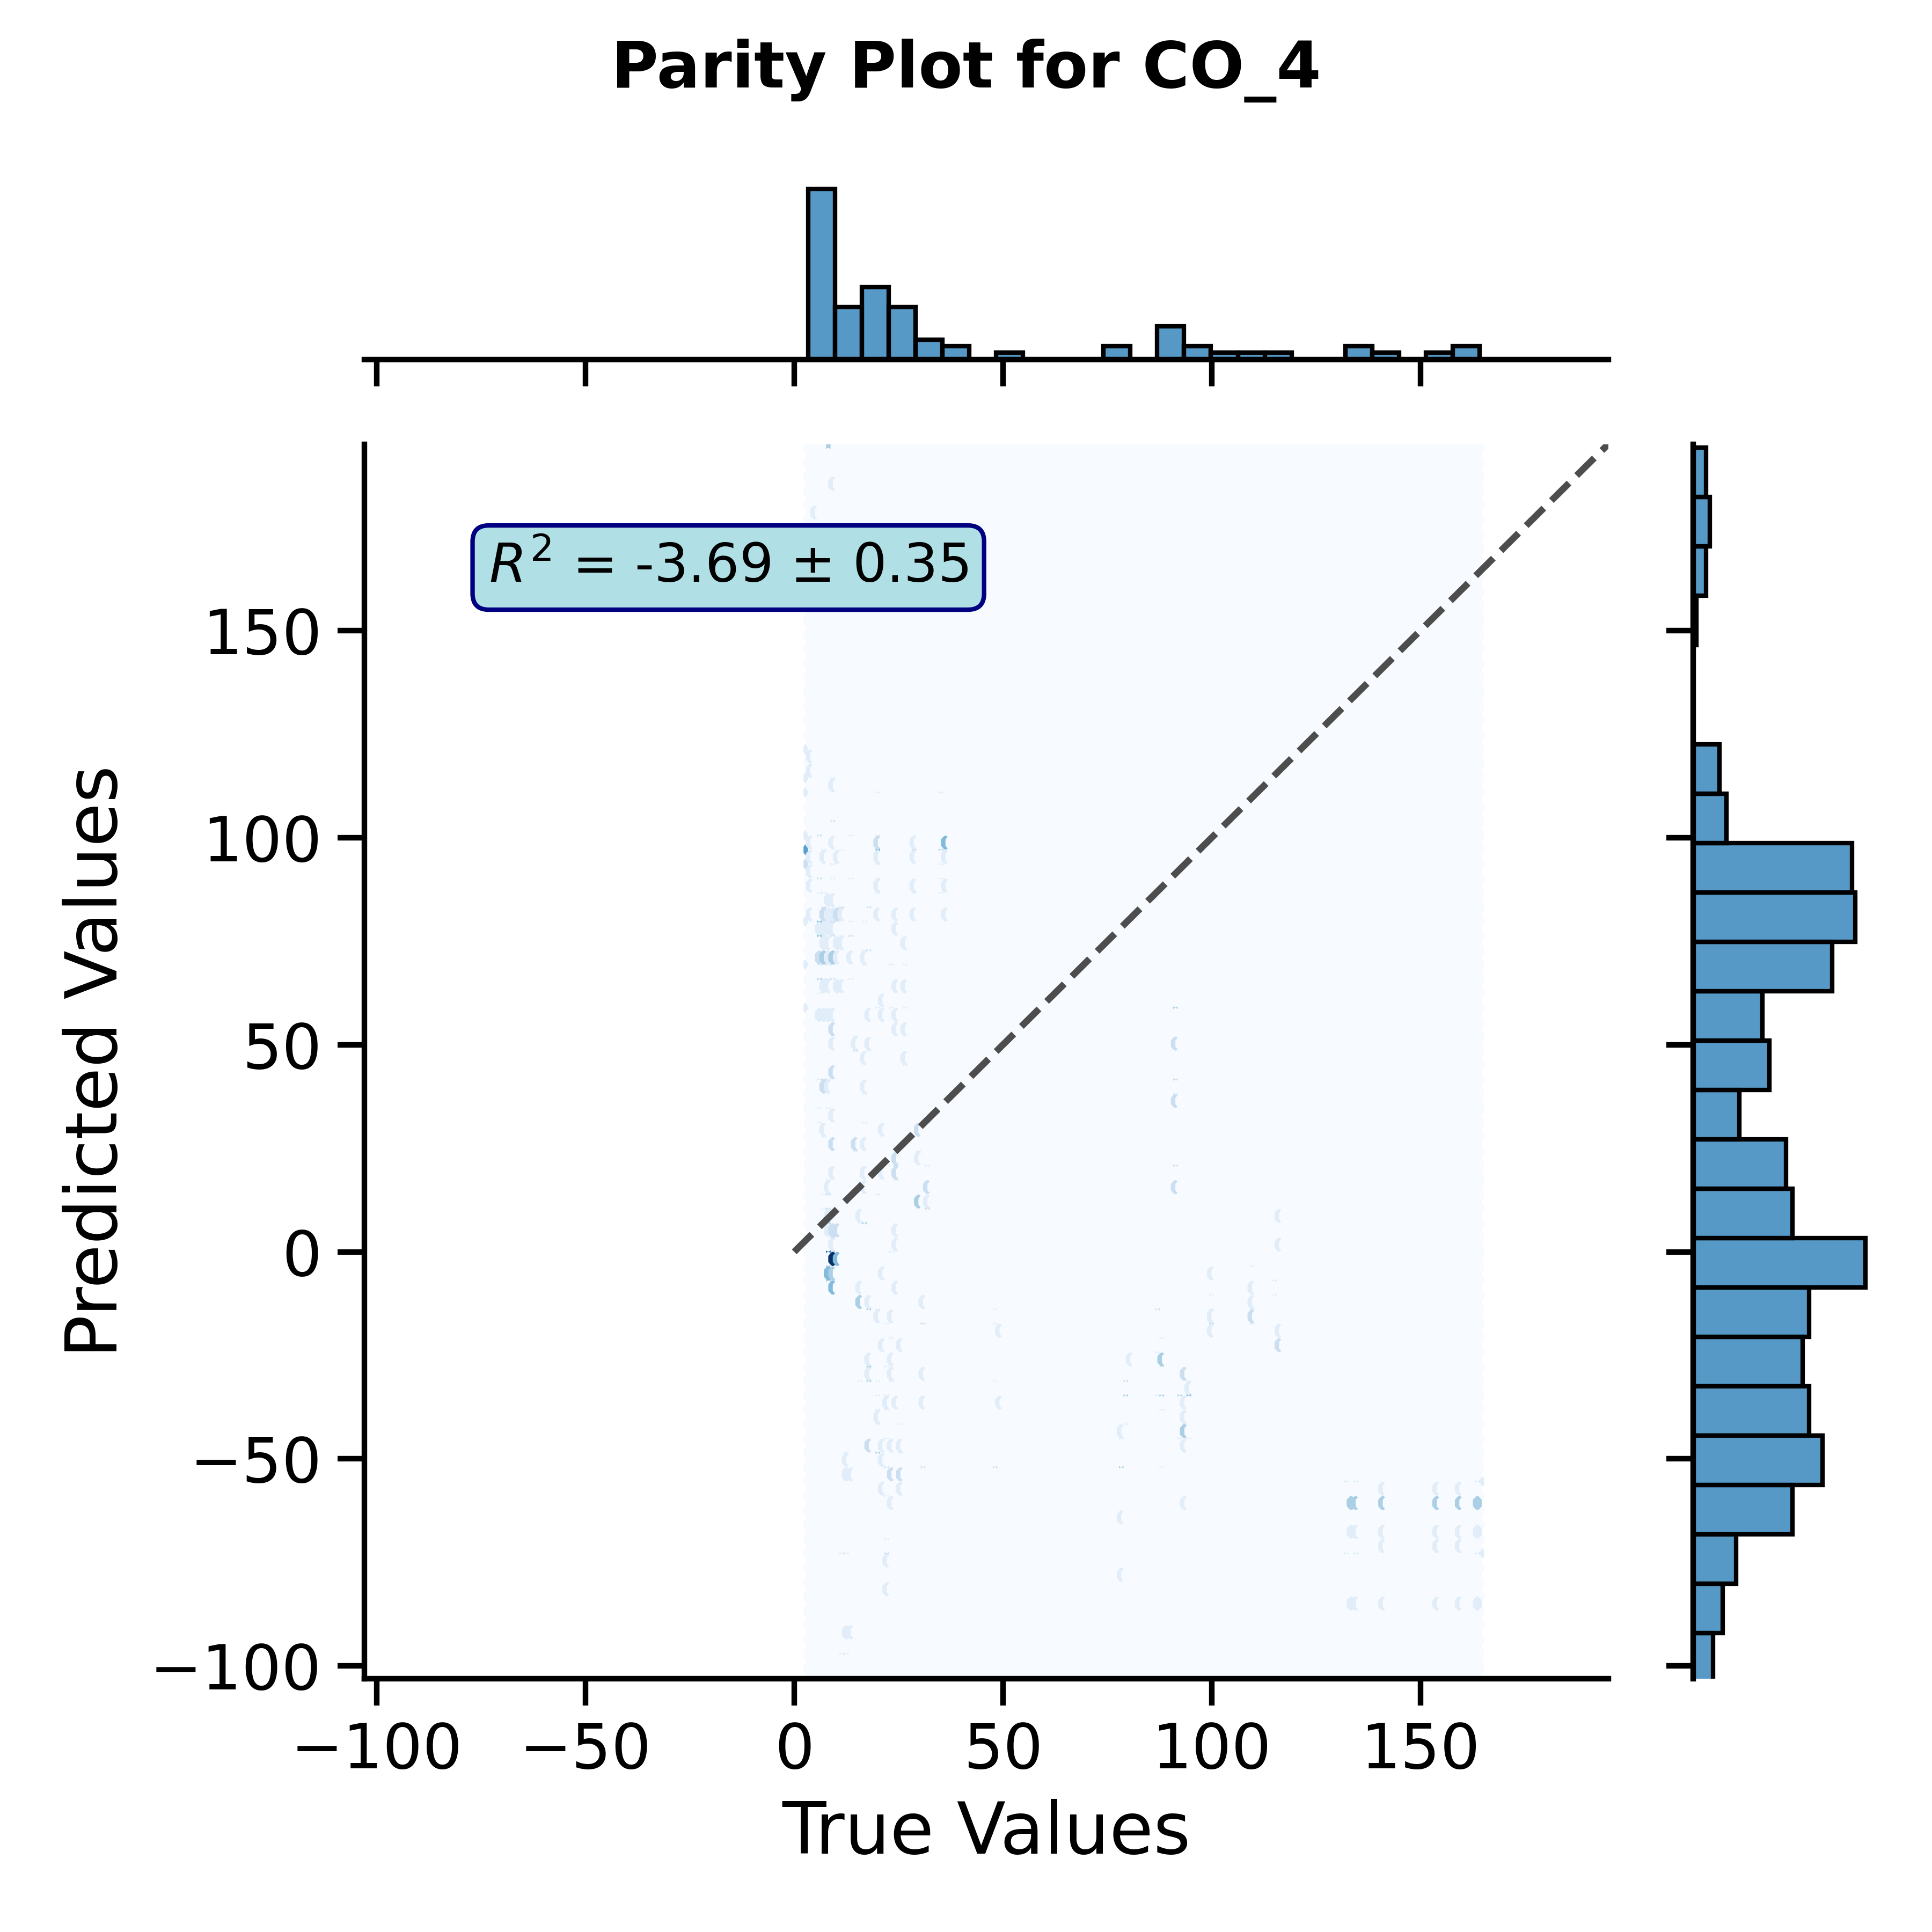 Parity Plot for CO_4
R² = -3.69 ± 0.35
150
100
50
0
−50
−100
Predicted Values
−100 −50 0 50 100 150
True Values